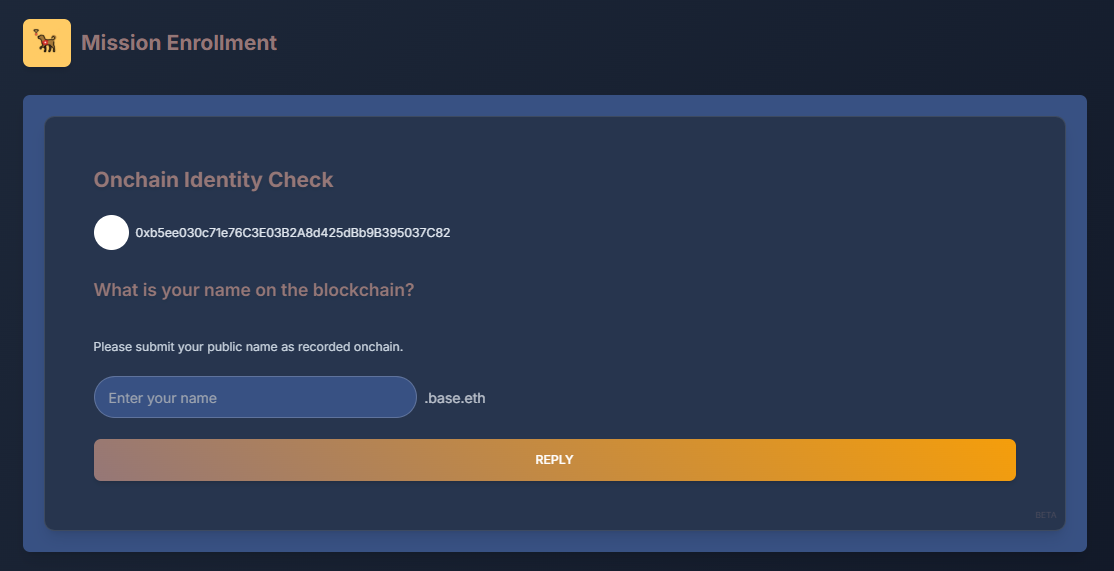 Mission Enrollment
Onchain Identity Check
0xb5ee030c71e76C3E03B2A8d425dBb9B395037C82
What is your name on the blockchain?
Please submit your public name as recorded onchain.
Enter your name .base.eth
REPLY
BETA